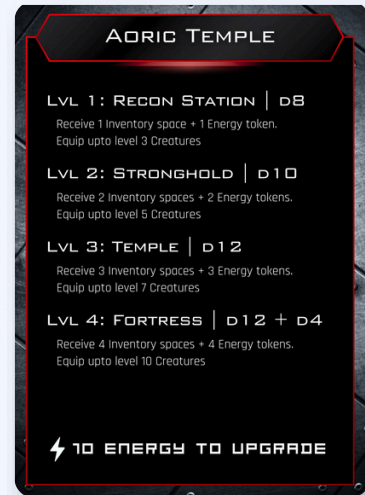 Aoric Temple
Lvl 1: Recon Station | d8
Receive 1 Inventory space + 1 Energy token.
Equip upto level 3 Creatures
Lvl 2: Stronghold | d10
Receive 2 Inventory spaces + 2 Energy tokens.
Equip upto level 5 Creatures
Lvl 3: Temple | d12
Receive 3 Inventory spaces + 3 Energy tokens.
Equip upto level 7 Creatures
Lvl 4: Fortress | d12 + d4
Receive 4 Inventory spaces + 4 Energy tokens.
Equip upto level 10 Creatures
10 ENERGY TO UPGRADE